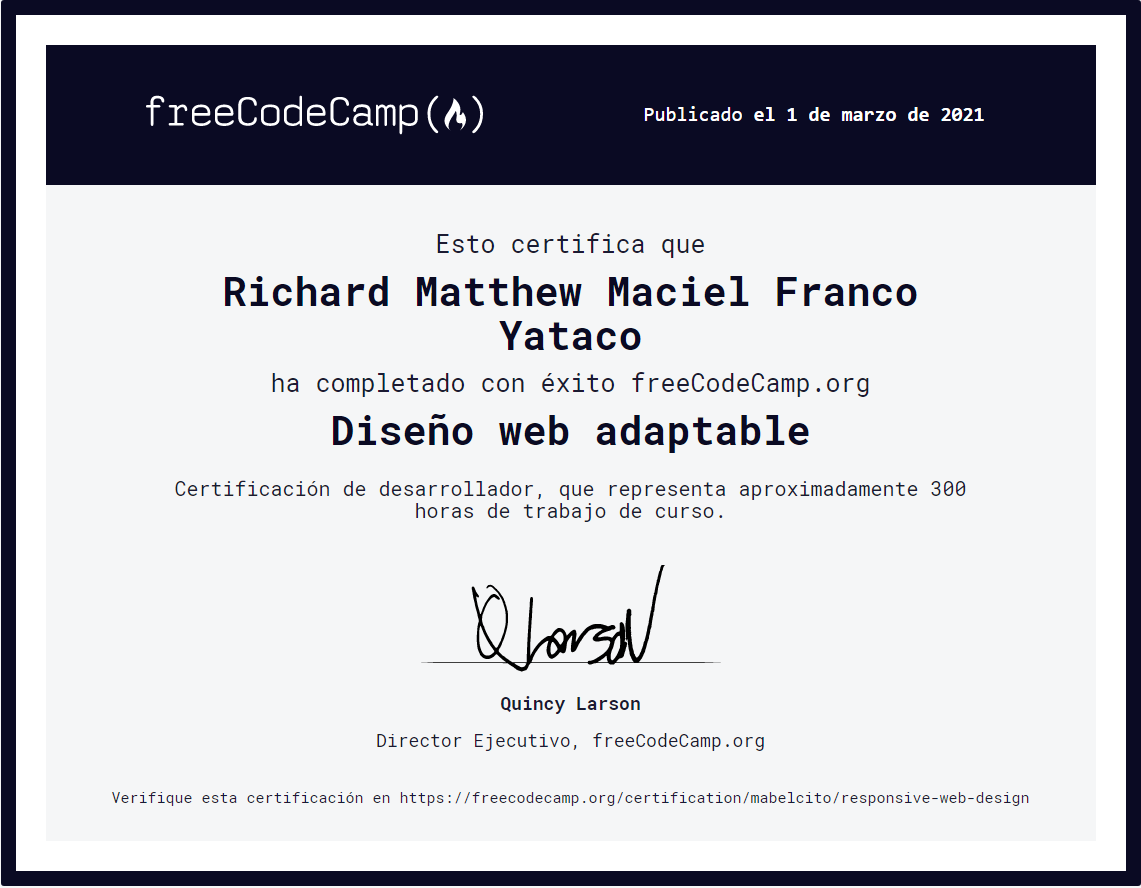 freeCodeCamp(🔥)
Publicado el 1 de marzo de 2021
Esto certifica que
Richard Matthew Maciel Franco
Yataco
ha completado con éxito freeCodeCamp.org
Diseño web adaptable
Certificación de desarrollador, que representa aproximadamente 300
horas de trabajo de curso.
Q Larson
Quincy Larson
Director Ejecutivo, freeCodeCamp.org
Verifique esta certificación en https://freecodecamp.org/certification/mabelcito/responsive-web-design